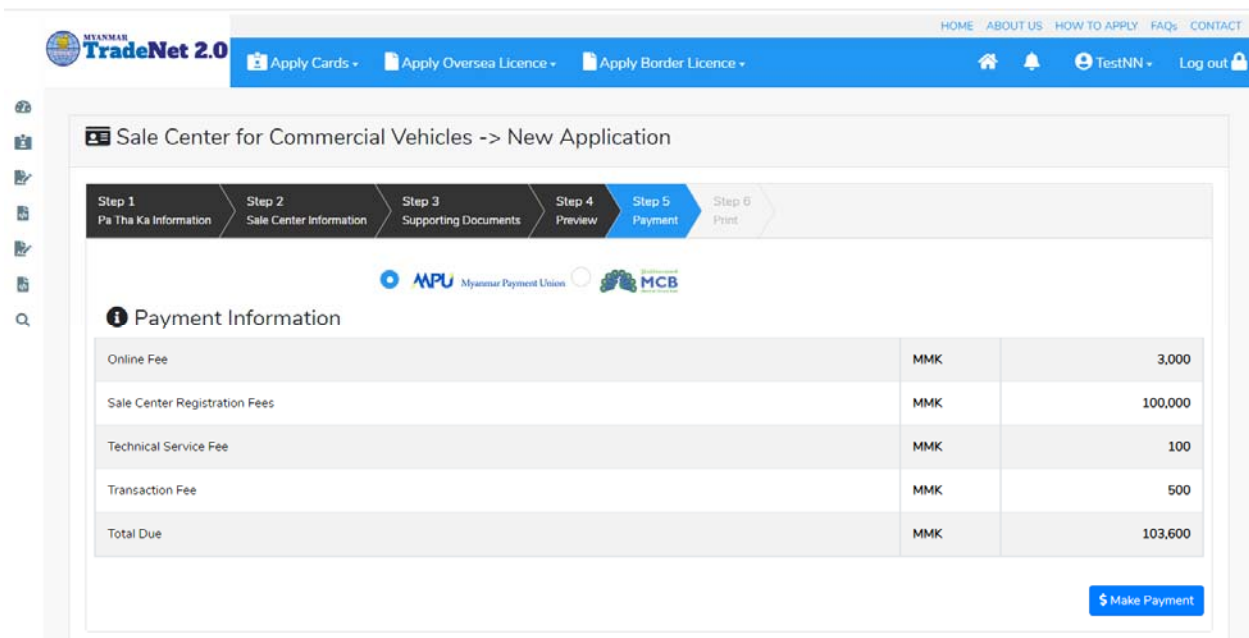 HOME ABOUT US HOW TO APPLY FAQs CONTACT
MYANMAR
TradeNet 2.0
Apply Cards Apply Oversea Licence Apply Border Licence TestNN Log out
Sale Center for Commercial Vehicles -> New Application
Step 1 Step 2 Step 3 Step 4 Step 5 Step 6
Pa Tha Ka Information Sale Center Information Supporting Documents Preview Payment Print
MPU Myanmar Payment Union MCB
Payment Information
Online Fee MMK 3,000
Sale Center Registration Fees MMK 100,000
Technical Service Fee MMK 100
Transaction Fee MMK 500
Total Due MMK 103,600
$ Make Payment